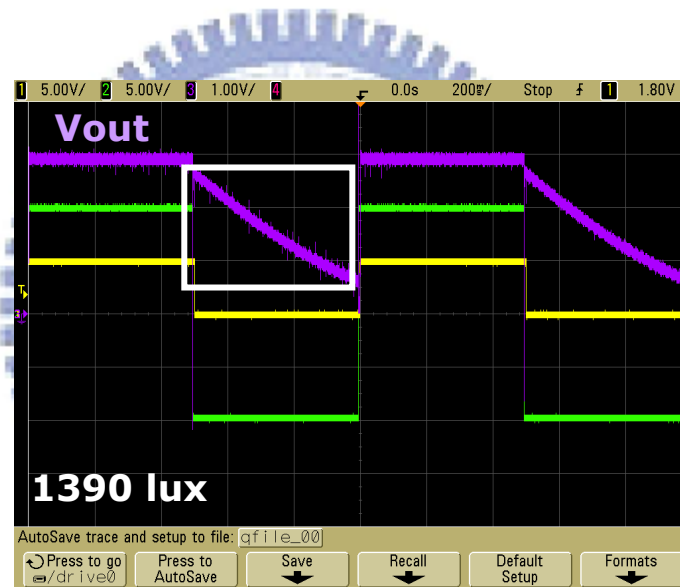 1 5.00V/ 2 5.00V/ 3 1.00V/ 4 0.0s 200㎳/ Stop 1 1.80V
Vout
T
1390 lux
AutoSave trace and setup to file: qfile_00
Press to go
/drive0
Press to
AutoSave
Save
Recall
Default
Setup
Formats